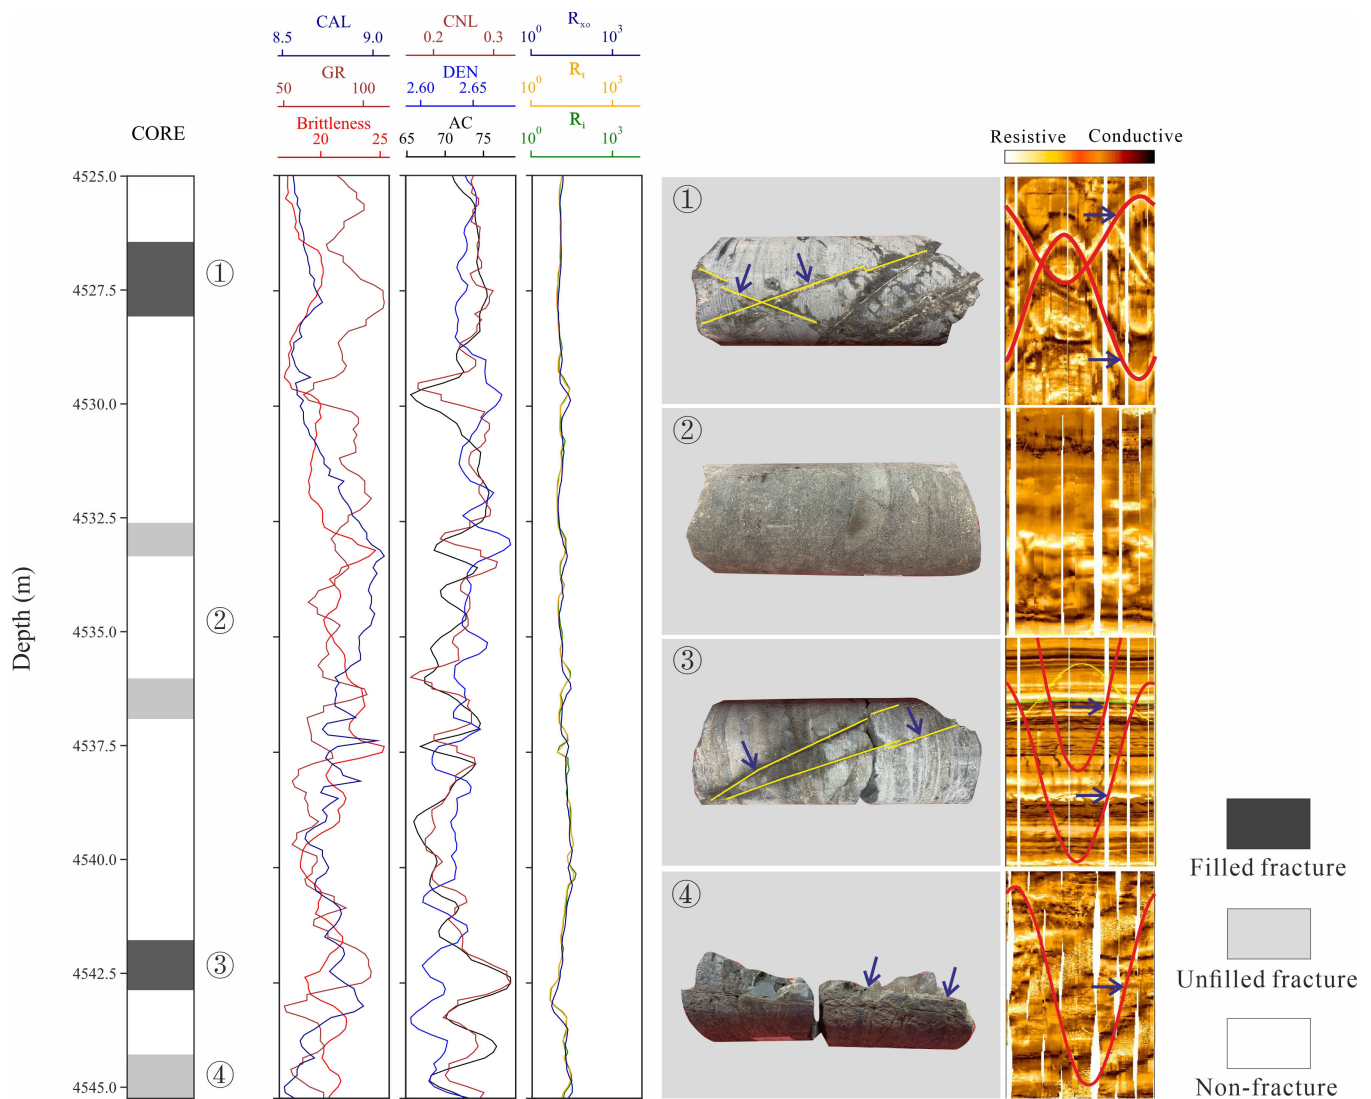 CAL
8.5 9.0
GR
50 100
Brittleness
20 25
CNL
0.2 0.3
DEN
2.60 2.65
AC
65 70 75
Rxo
10⁰ 10³
Rt
10⁰ 10³
Ri
10⁰ 10³
CORE
Resistive Conductive
Depth (m)
4525.0
4527.5
4530.0
4532.5
4535.0
4537.5
4540.0
4542.5
4545.0
①
②
③
④
①
②
③
④
Filled fracture
Unfilled fracture
Non-fracture